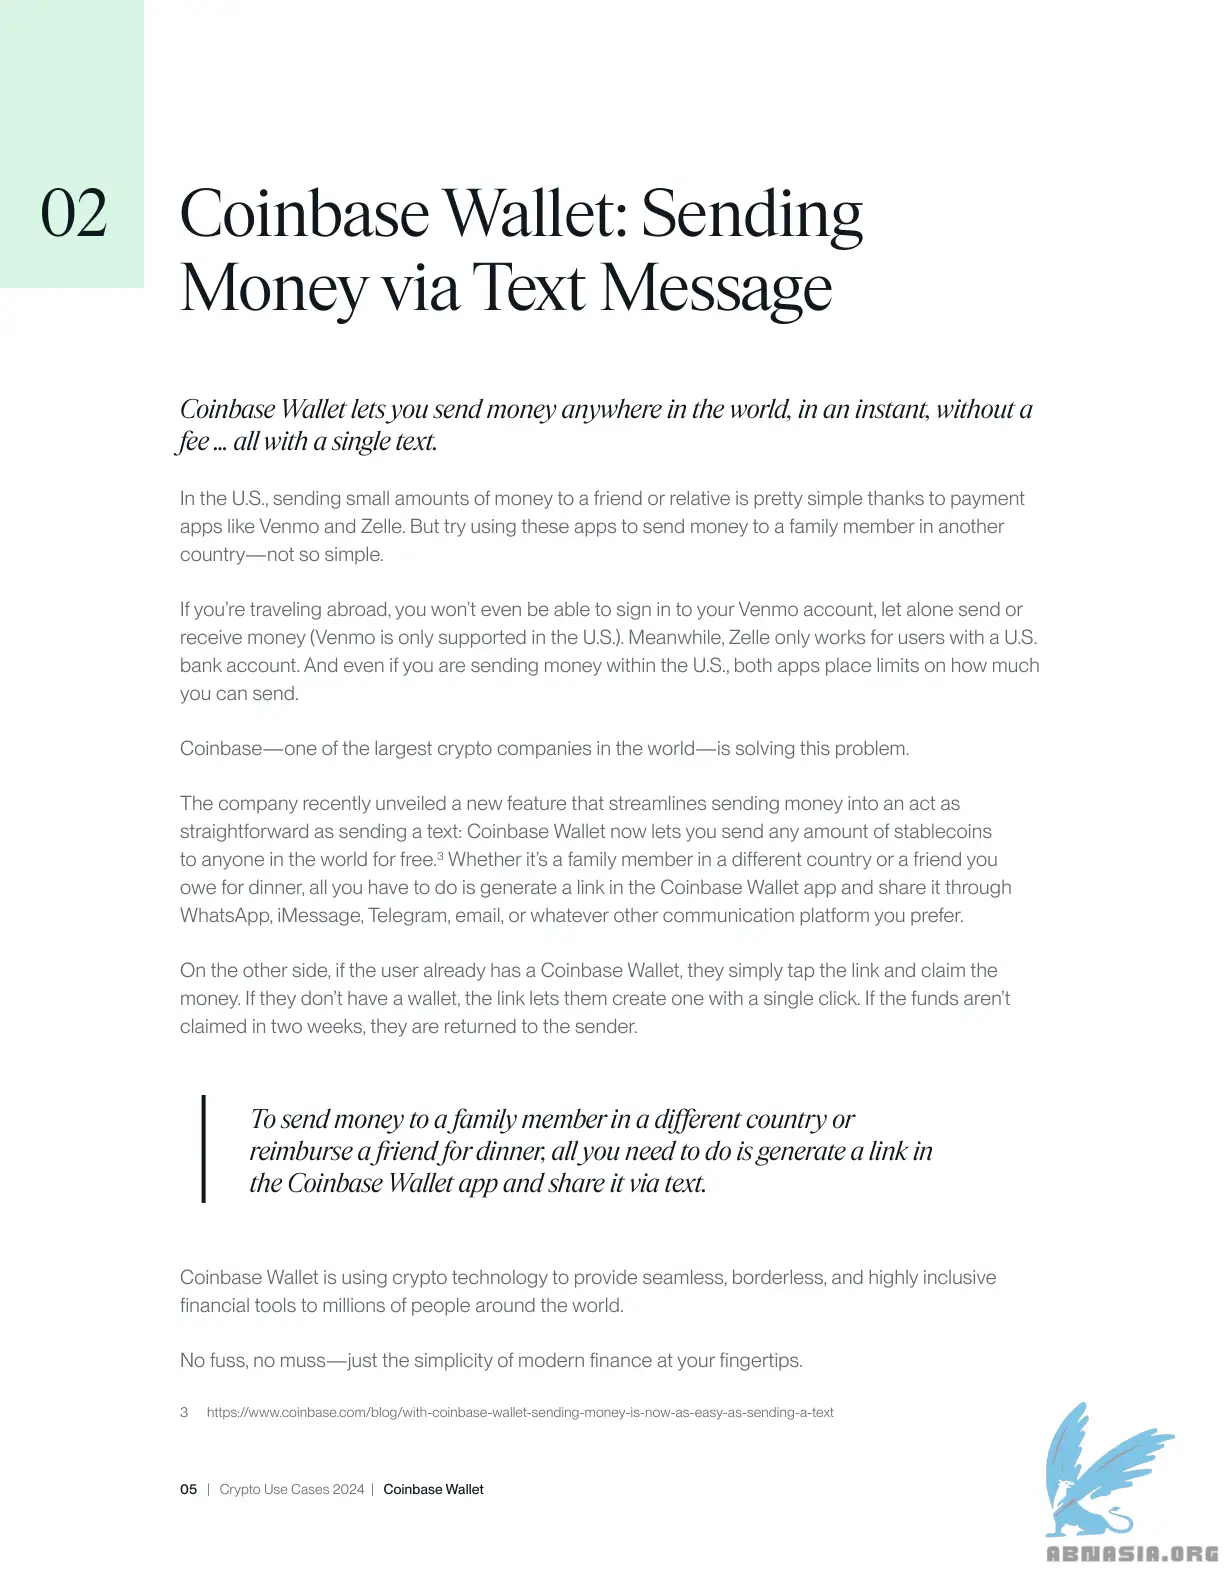 02
Coinbase Wallet: Sending
Money via Text Message
Coinbase Wallet lets you send money anywhere in the world, in an instant, without a
fee ... all with a single text.
In the U.S., sending small amounts of money to a friend or relative is pretty simple thanks to payment
apps like Venmo and Zelle. But try using these apps to send money to a family member in another
country—not so simple.
If you’re traveling abroad, you won’t even be able to sign in to your Venmo account, let alone send or
receive money (Venmo is only supported in the U.S.). Meanwhile, Zelle only works for users with a U.S.
bank account. And even if you are sending money within the U.S., both apps place limits on how much
you can send.
Coinbase—one of the largest crypto companies in the world—is solving this problem.
The company recently unveiled a new feature that streamlines sending money into an act as
straightforward as sending a text: Coinbase Wallet now lets you send any amount of stablecoins
to anyone in the world for free.³ Whether it’s a family member in a different country or a friend you
owe for dinner, all you have to do is generate a link in the Coinbase Wallet app and share it through
WhatsApp, iMessage, Telegram, email, or whatever other communication platform you prefer.
On the other side, if the user already has a Coinbase Wallet, they simply tap the link and claim the
money. If they don’t have a wallet, the link lets them create one with a single click. If the funds aren’t
claimed in two weeks, they are returned to the sender.
To send money to a family member in a different country or
reimburse a friend for dinner, all you need to do is generate a link in
the Coinbase Wallet app and share it via text.
Coinbase Wallet is using crypto technology to provide seamless, borderless, and highly inclusive
financial tools to millions of people around the world.
No fuss, no muss—just the simplicity of modern finance at your fingertips.
3 https://www.coinbase.com/blog/with-coinbase-wallet-sending-money-is-now-as-easy-as-sending-a-text
05 | Crypto Use Cases 2024 | Coinbase Wallet
ABNASIA.ORG